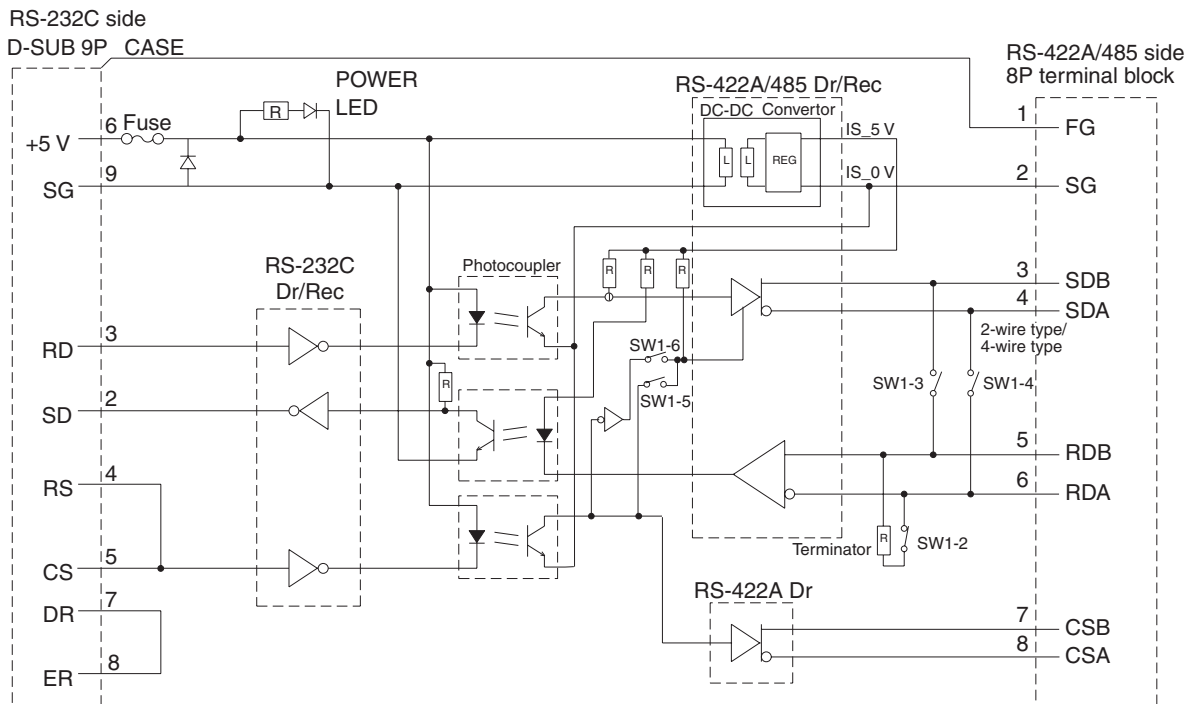 RS-232C side
D-SUB 9P CASE
RS-422A/485 side
8P terminal block
POWER
LED
RS-422A/485 Dr/Rec
DC-DC Convertor
+5 V
6
Fuse
R
L
L
REG
IS_5 V
IS_0 V
1
FG
SG
9
2
SG
RS-232C
Dr/Rec
Photocoupler
R
R
R
3
SDB
4
SDA
2-wire type/
4-wire type
RD
3
SW1-6
SW1-5
SW1-3
SW1-4
R
SD
2
5
RDB
6
RDA
RS
4
CS
5
Terminator
R
SW1-2
DR
7
ER
8
RS-422A Dr
7
CSB
8
CSA